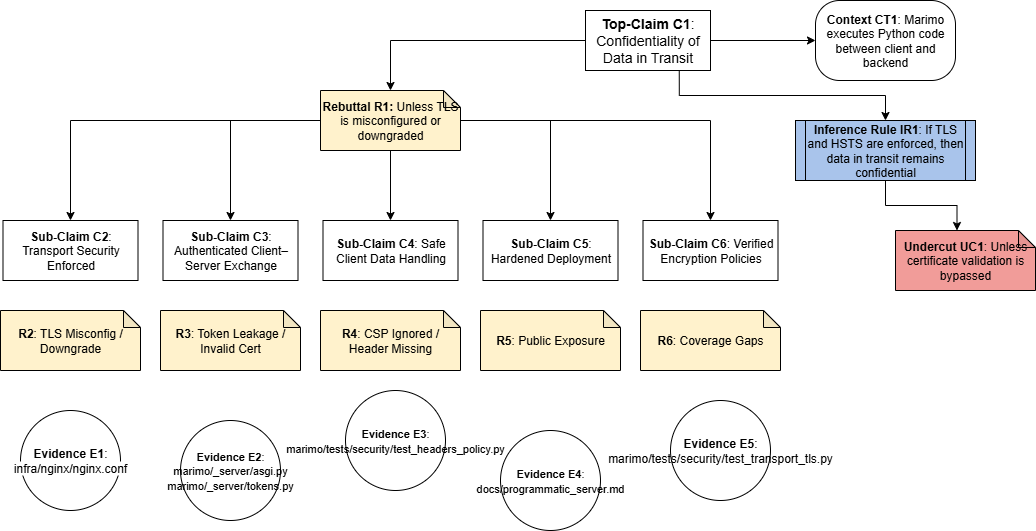 Top-Claim C1:
Confidentiality of
Data in Transit
Context CT1: Marimo
executes Python code
between client and
backend
Rebuttal R1: Unless TLS
is misconfigured or
downgraded
Inference Rule IR1: If TLS
and HSTS are enforced, then
data in transit remains
confidential
Sub-Claim C2:
Transport Security
Enforced
Sub-Claim C3:
Authenticated Client–
Server Exchange
Sub-Claim C4: Safe
Client Data Handling
Sub-Claim C5:
Hardened Deployment
Sub-Claim C6: Verified
Encryption Policies
Undercut UC1: Unless
certificate validation is
bypassed
R2: TLS Misconfig /
Downgrade
R3: Token Leakage /
Invalid Cert
R4: CSP Ignored /
Header Missing
R5: Public Exposure
R6: Coverage Gaps
Evidence E1:
infra/nginx/nginx.conf
Evidence E2:
marimo/_server/asgi.py
marimo/_server/tokens.py
Evidence E3:
marimo/tests/security/test_headers_policy.py
Evidence E4:
docs/programmatic_server.md
Evidence E5:
marimo/tests/security/test_transport_tls.py